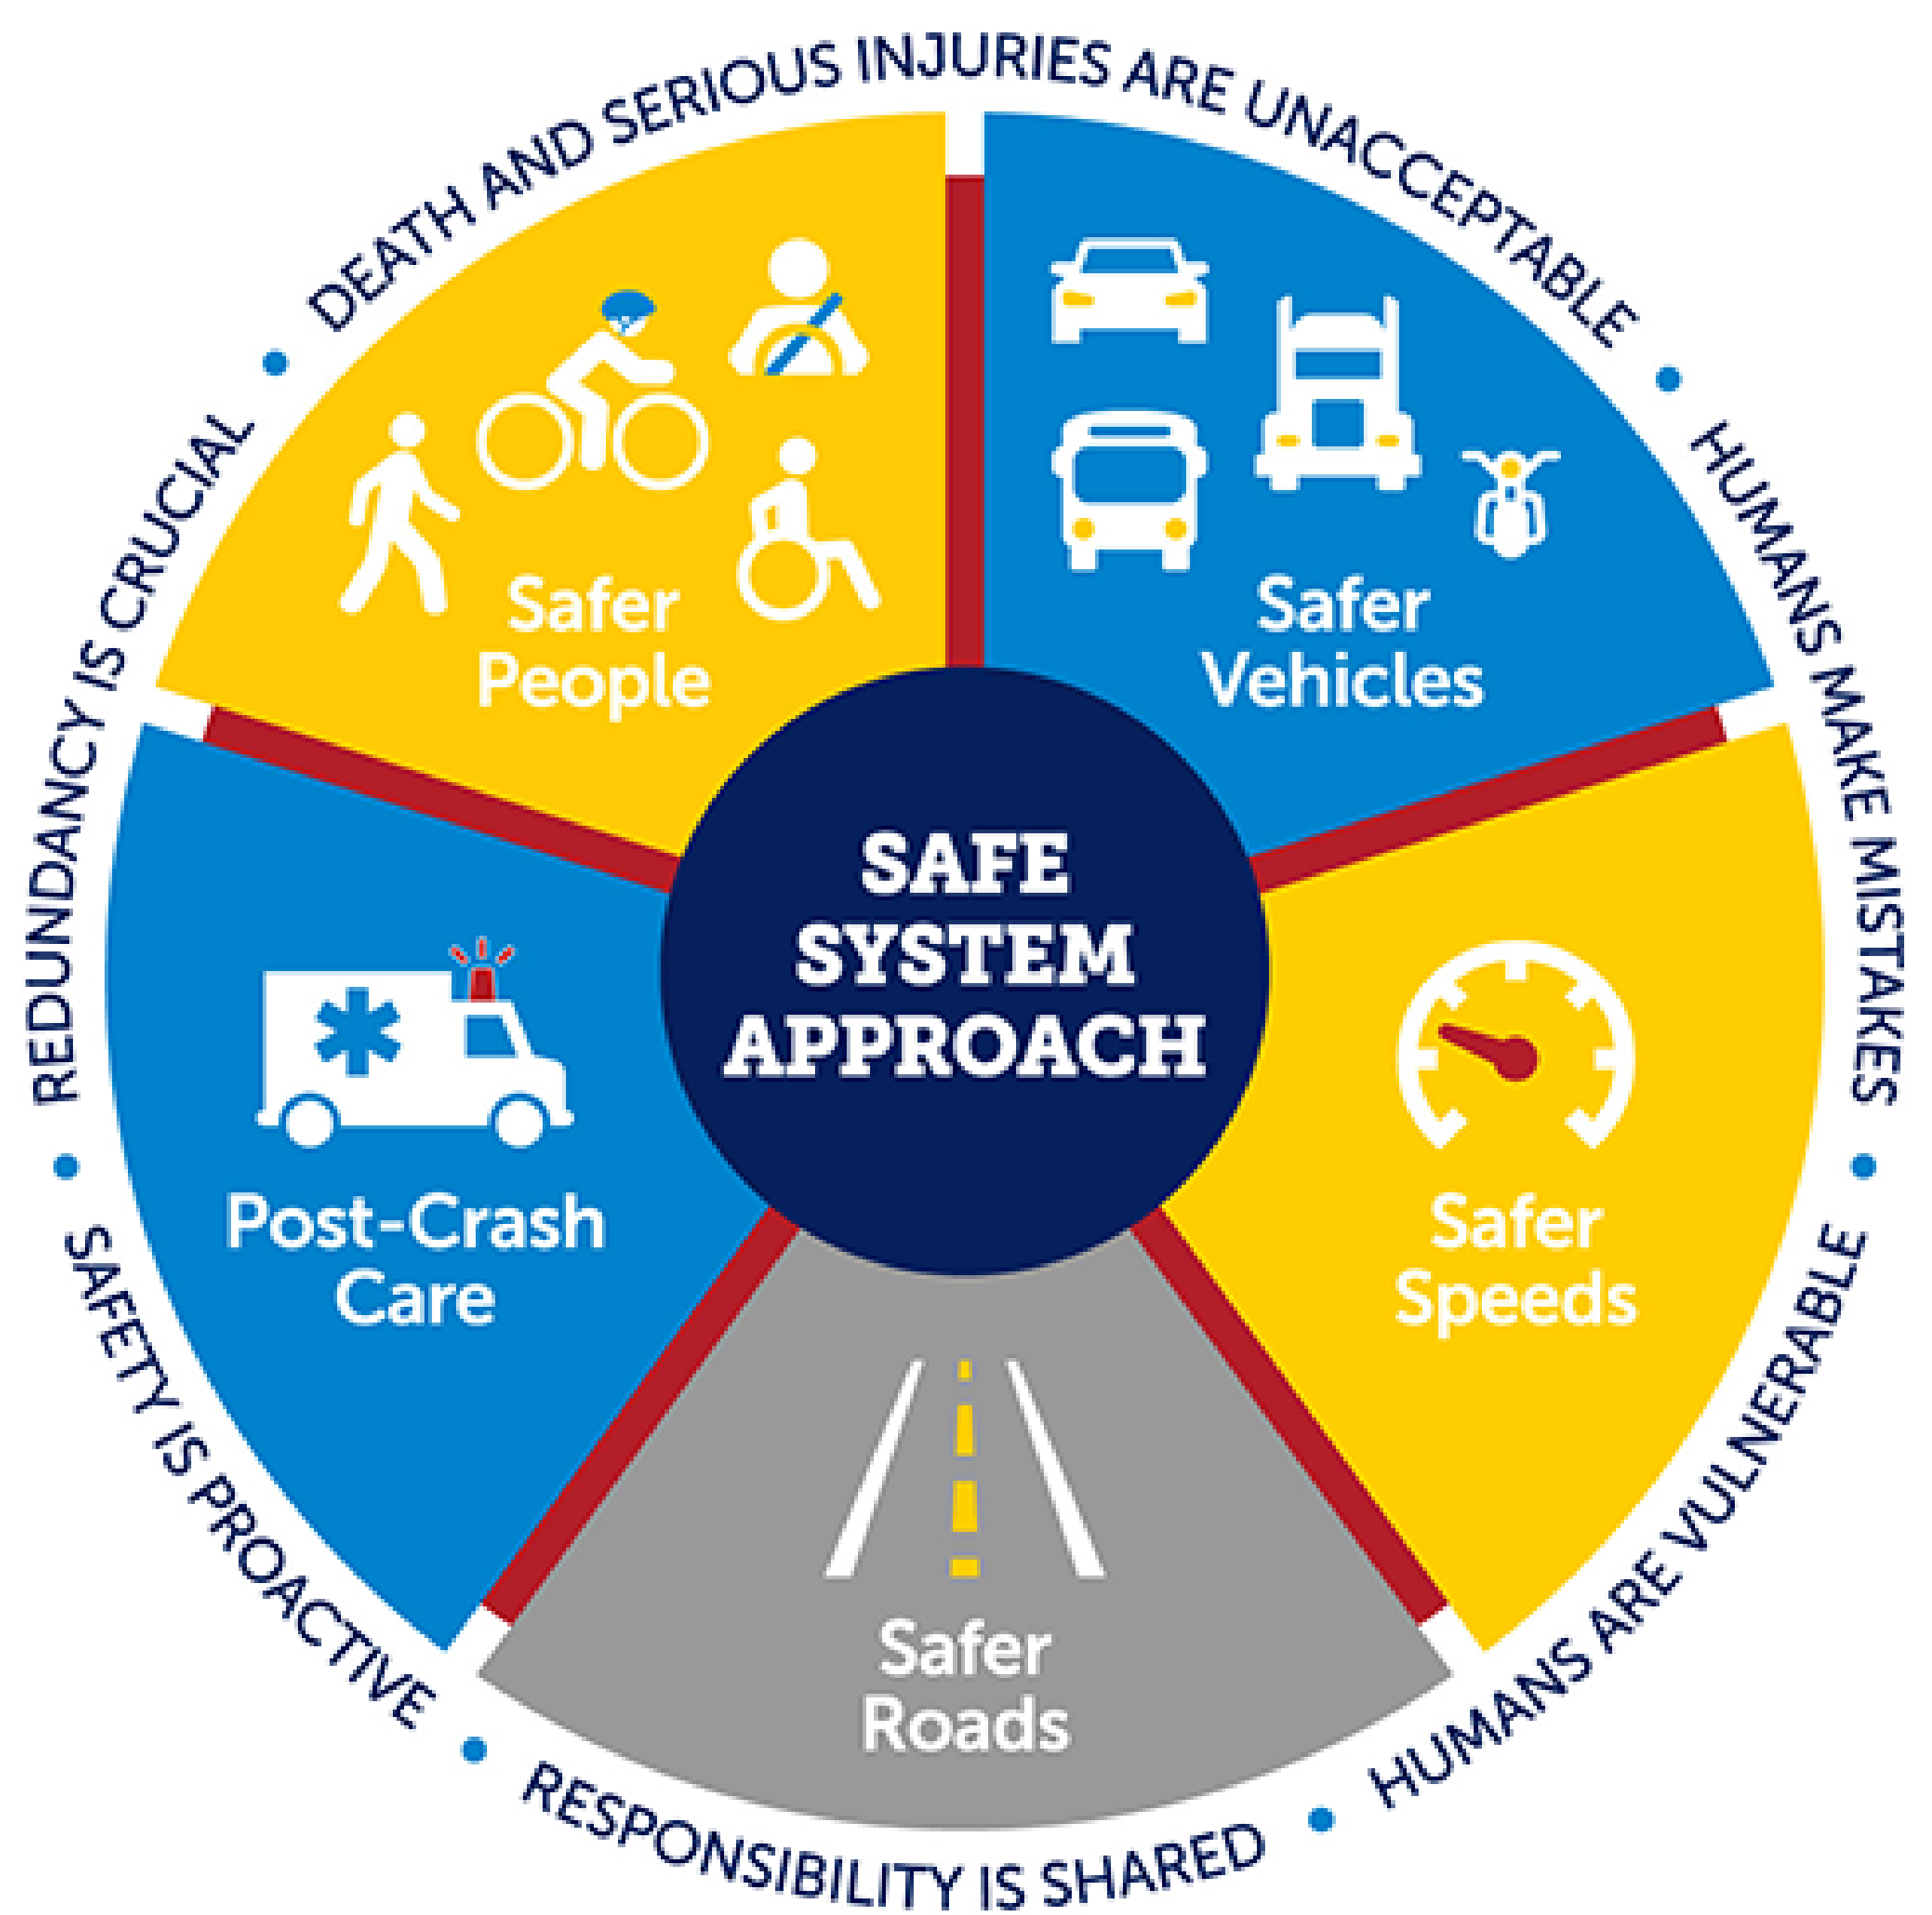 DEATH AND SERIOUS INJURIES ARE UNACCEPTABLE
HUMANS MAKE MISTAKES
HUMANS ARE VULNERABLE
RESPONSIBILITY IS SHARED
SAFETY IS PROACTIVE
REDUNDANCY IS CRUCIAL
Safer
People
Safer
Vehicles
SAFE
SYSTEM
APPROACH
Post-Crash
Care
Safer
Speeds
Safer
Roads